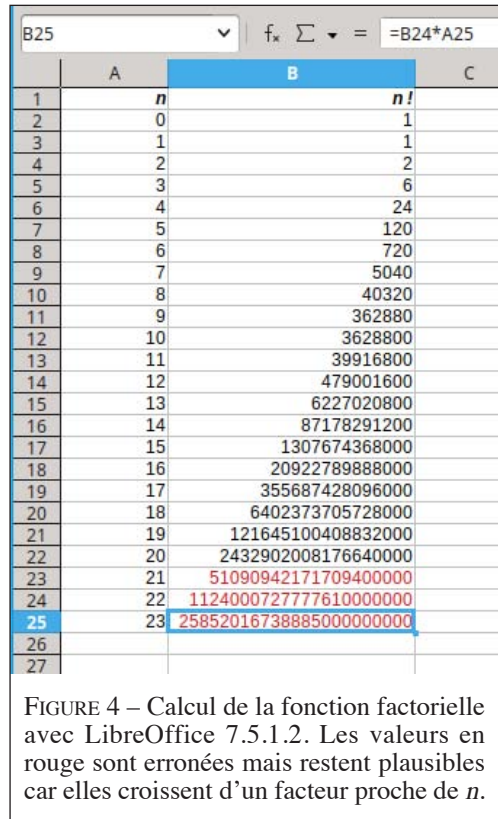 B25 fx Σ = =B24*A25
A B C
1 n n !
2 0 1
3 1 1
4 2 2
5 3 6
6 4 24
7 5 120
8 6 720
9 7 5040
10 8 40320
11 9 362880
12 10 3628800
13 11 39916800
14 12 479001600
15 13 6227020800
16 14 87178291200
17 15 1307674368000
18 16 20922789888000
19 17 355687428096000
20 18 6402373705728000
21 19 121645100408832000
22 20 2432902008176640000
23 21 51090942171709400000
24 22 1124000727777610000000
25 23 25852016738885000000000
26
27
FIGURE 4 – Calcul de la fonction factorielle
avec LibreOffice 7.5.1.2. Les valeurs en
rouge sont erronées mais restent plausibles
car elles croissent d’un facteur proche de n.